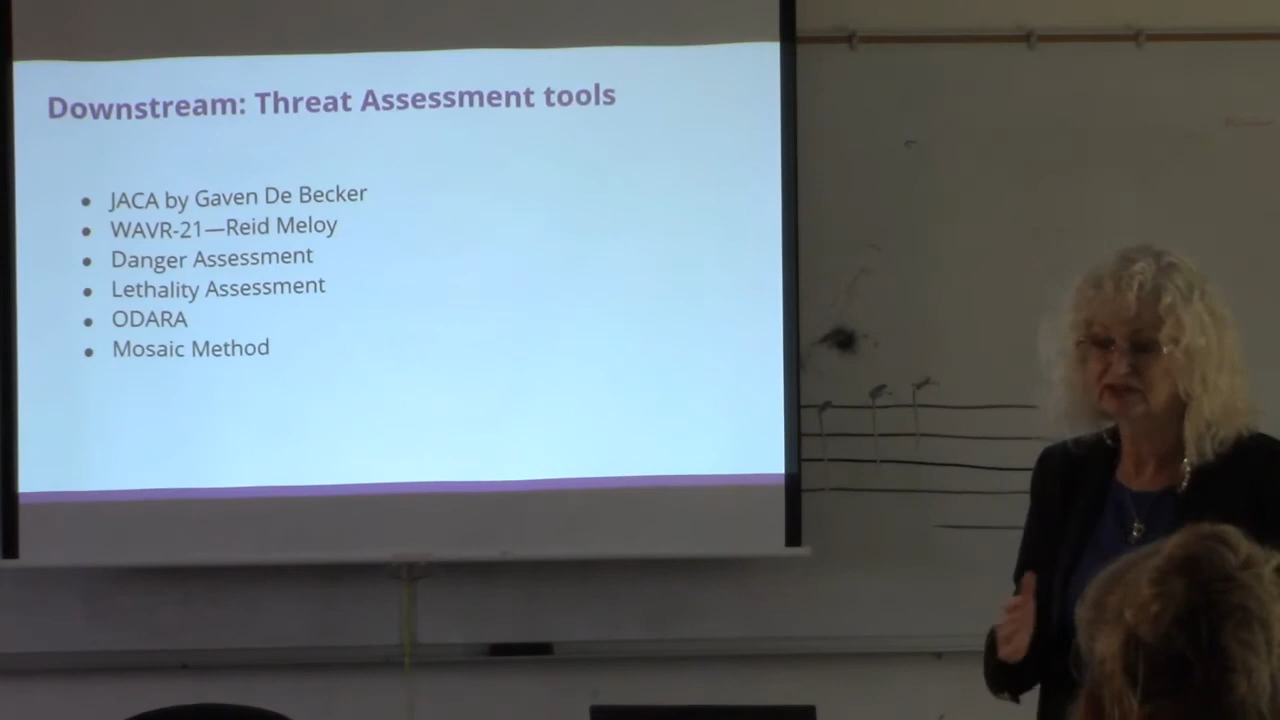 Downstream: Threat Assessment tools
• JACA by Gaven De Becker
• WAVR-21—Reid Meloy
• Danger Assessment
• Lethality Assessment
• ODARA
• Mosaic Method